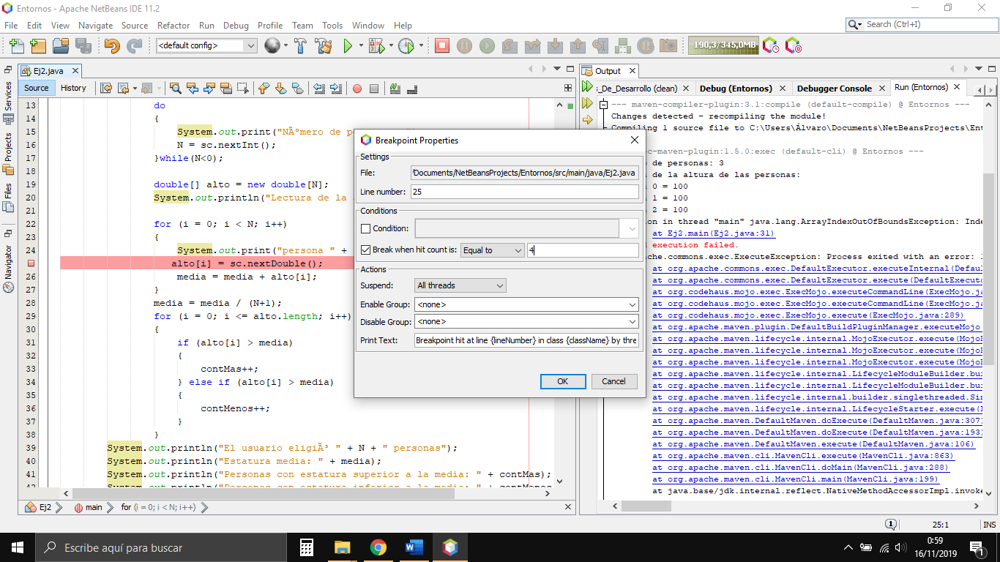 Entornos - Apache NetBeans IDE 11.2
File Edit View Navigate Source Refactor Run Debug Profile Team Tools Window Help
Search (Ctrl+I)
<default config>
190,3/345,0MB
Ej2.java
Source History
Services
Projects
Files
Navigator
13 do
14 {
15 System.out.print("NÃºmero de p
16 N = sc.nextInt();
17 }while(N<0);
18
19 double[] alto = new double[N];
20 System.out.println("Lectura de la
21
22 for (i = 0; i < N; i++)
23 {
24 System.out.print("persona " +
alto[i] = sc.nextDouble();
26 media = media + alto[i];
27 }
28 media = media / (N+1);
29 for (i = 0; i <= alto.length; i++)
30 {
31 if (alto[i] > media)
32 {
33 contMas++;
34 } else if (alto[i] > media)
35 {
36 contMenos++;
37 }
38 }
39 System.out.println("El usuario eligiÃ³ " + N + " personas");
40 System.out.println("Estatura media: " + media);
41 System.out.println("Personas con estatura superior a la media: " + contMas);
42 System.out.println("Personas con estatura inferior a la media: " + contMenos
Ej2 main for (i = 0; i < N; i++)
Breakpoint Properties
Settings
File: /Documents/NetBeansProjects/Entornos/src/main/java/Ej2.java
Line number: 25
Conditions
Condition:
Break when hit count is: Equal to 4
Actions
Suspend: All threads
Enable Group: <none>
Disable Group: <none>
Print Text: Breakpoint hit at line {lineNumber} in class {className} by thre
OK Cancel
Output
s_De_Desarrollo (clean) Debug (Entornos) Debugger Console Run (Entornos)
--- maven-compiler-plugin:3.1:compile (default-compile) @ Entornos ---
Changes detected - recompiling the module!
Compiling 1 source file to C:\Users\Álvaro\Documents\NetBeansProjects\Ent
ec-maven-plugin:1.5.0:exec (default-cli) @ Entornos ---
o de personas: 3
a de la altura de las personas:
0 = 100
1 = 100
2 = 100
ion in thread "main" java.lang.ArrayIndexOutOfBoundsException: Inde
at Ej2.main(Ej2.java:31)
execution failed.
che.commons.exec.ExecuteException: Process exited with an error:
at org.apache.commons.exec.DefaultExecutor.executeInternal(Defaul
at org.apache.commons.exec.DefaultExecutor.execute(DefaultExecuto
at org.codehaus.mojo.exec.ExecMojo.executeCommandLine(ExecMojo.ja
at org.codehaus.mojo.exec.ExecMojo.executeCommandLine(ExecMojo.ja
at org.codehaus.mojo.exec.ExecMojo.execute(ExecMojo.java:289)
at org.apache.maven.plugin.DefaultBuildPluginManager.executeMojo
at org.apache.maven.lifecycle.internal.MojoExecutor.execute(MojoE
at org.apache.maven.lifecycle.internal.MojoExecutor.execute(MojoE
at org.apache.maven.lifecycle.internal.MojoExecutor.execute(MojoE
at org.apache.maven.lifecycle.internal.LifecycleModuleBuilder.bui
at org.apache.maven.lifecycle.internal.LifecycleModuleBuilder.bui
at org.apache.maven.lifecycle.internal.builder.singlethreaded.Sin
at org.apache.maven.lifecycle.internal.LifecycleStarter.execute(L
at org.apache.maven.DefaultMaven.doExecute(DefaultMaven.java:307)
at org.apache.maven.DefaultMaven.doExecute(DefaultMaven.java:193)
at org.apache.maven.DefaultMaven.execute(DefaultMaven.java:106)
at org.apache.maven.cli.MavenCli.execute(MavenCli.java:863)
at org.apache.maven.cli.MavenCli.doMain(MavenCli.java:288)
at org.apache.maven.cli.MavenCli.main(MavenCli.java:199)
at java.base/jdk.internal.reflect.NativeMethodAccessorImpl.invoke
1 25:1 INS
Escribe aquí para buscar
0:59
16/11/2019
1